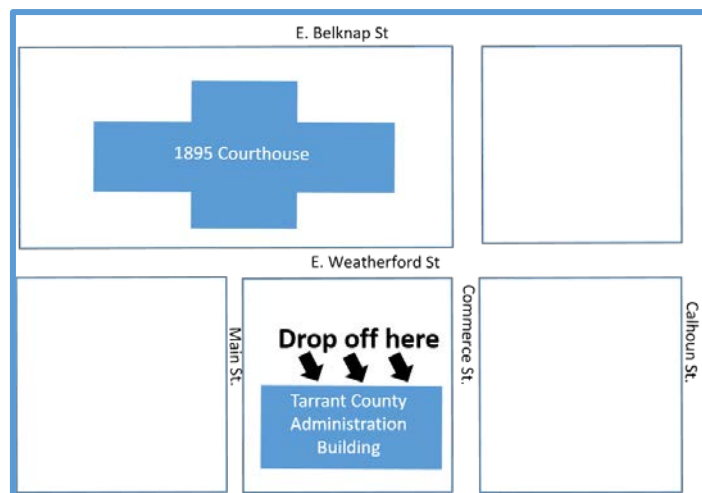 E. Belknap St
1895 Courthouse
E. Weatherford St
Main St.
Drop off here
Commerce St.
Calhoun St.
Tarrant County
Administration
Building